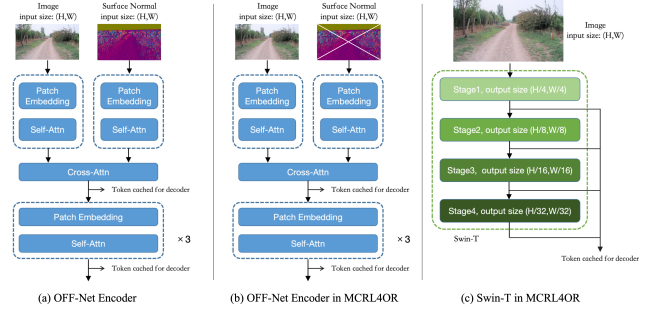 Image
input size: (H,W)
Surface Normal
input size: (H,W)
Patch
Embedding
Patch
Embedding
Self-Attn
Self-Attn
Cross-Attn
Token cached for decoder
Patch Embedding
Self-Attn
× 3
Token cached for decoder
(a) OFF-Net Encoder
Image
input size: (H,W)
Surface Normal
input size: (H,W)
Patch
Embedding
Patch
Embedding
Self-Attn
Self-Attn
Cross-Attn
Token cached for decoder
Patch Embedding
Self-Attn
× 3
Token cached for decoder
(b) OFF-Net Encoder in MCRL4OR
Image
input size: (H,W)
Stage1, output size (H/4,W/4)
Stage2, output size (H/8,W/8)
Stage3, output size (H/16,W/16)
Stage4, output size (H/32,W/32)
Swin-T
Token cached for decoder
(c) Swin-T in MCRL4OR